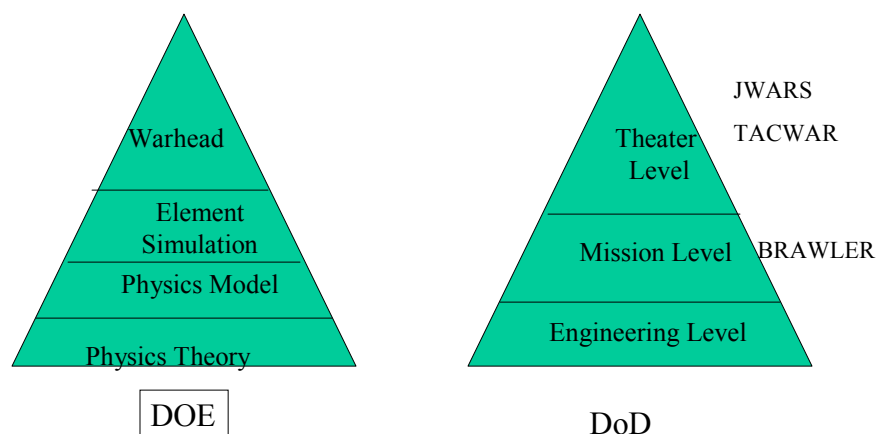 Warhead
Element
Simulation
Physics Model
Physics Theory
DOE
JWARS
TACWAR
Theater
Level
Mission Level
BRAWLER
Engineering Level
DoD